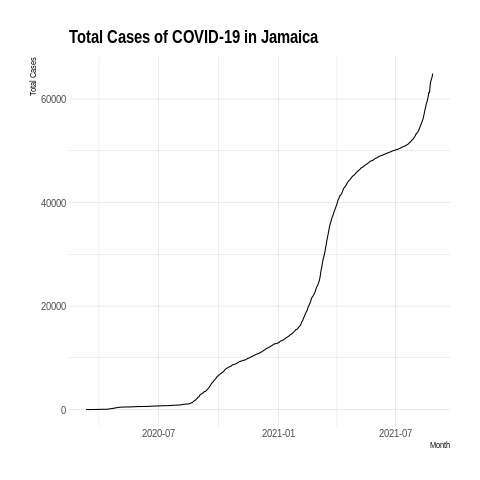 Total Cases of COVID-19 in Jamaica
Total Cases
60000
40000
20000
0
2020-07 2021-01 2021-07
Month